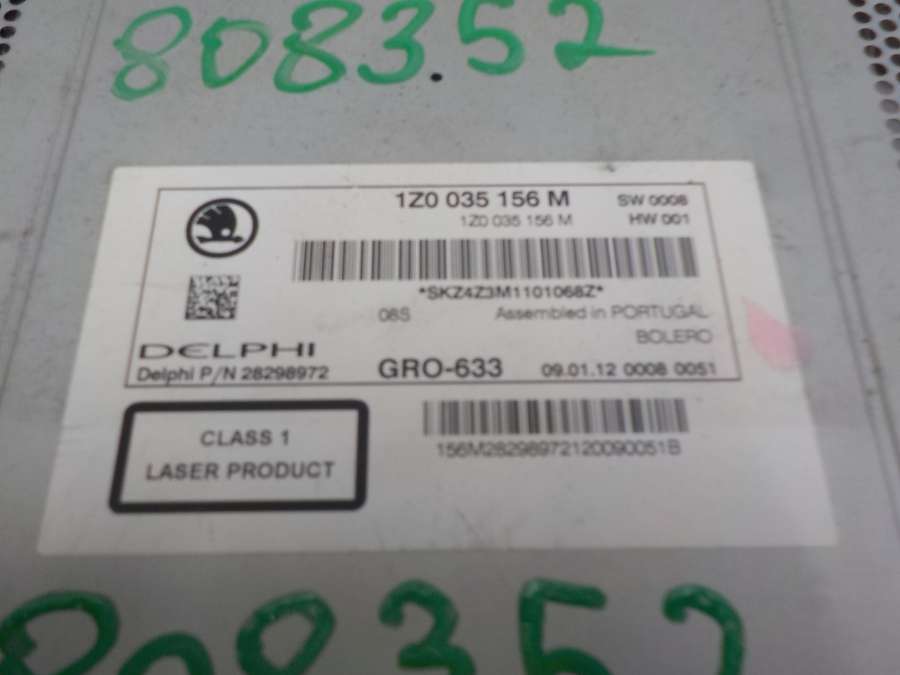 808352
1Z0 035 156 M
SW 0008
1Z0 035 156 M
HW 001
*SKZ4Z3M1101068Z*
08S
Assembled in PORTUGAL
BOLERO
DELPHI
Delphi P/N 28298972
GRO-633
09.01.12 0008 0051
CLASS 1
LASER PRODUCT
156M28298972120090051B
808352